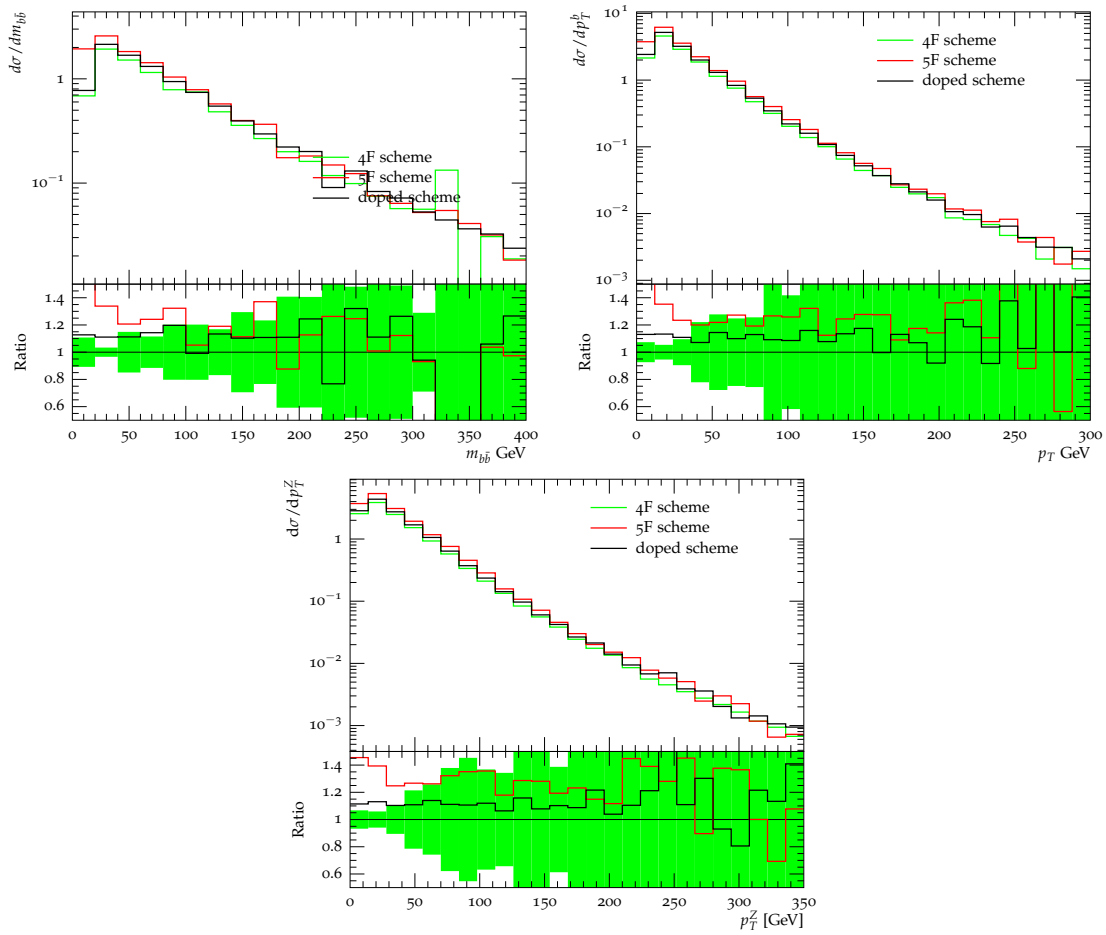 dσ/dm_{bb̄}
1
10⁻¹
4F scheme
5F scheme
doped scheme
Ratio
1.4
1.2
1
0.8
0.6
0 50 100 150 200 250 300 350 400
m_{bb̄} GeV
dσ/dp_T^b
10¹
1
10⁻¹
10⁻²
10⁻³
4F scheme
5F scheme
doped scheme
Ratio
1.4
1.2
1
0.8
0.6
0 50 100 150 200 250 300
p_T GeV
dσ/dp_T^Z
1
10⁻¹
10⁻²
10⁻³
4F scheme
5F scheme
doped scheme
Ratio
1.4
1.2
1
0.8
0.6
0 50 100 150 200 250 300 350
p_T^Z [GeV]